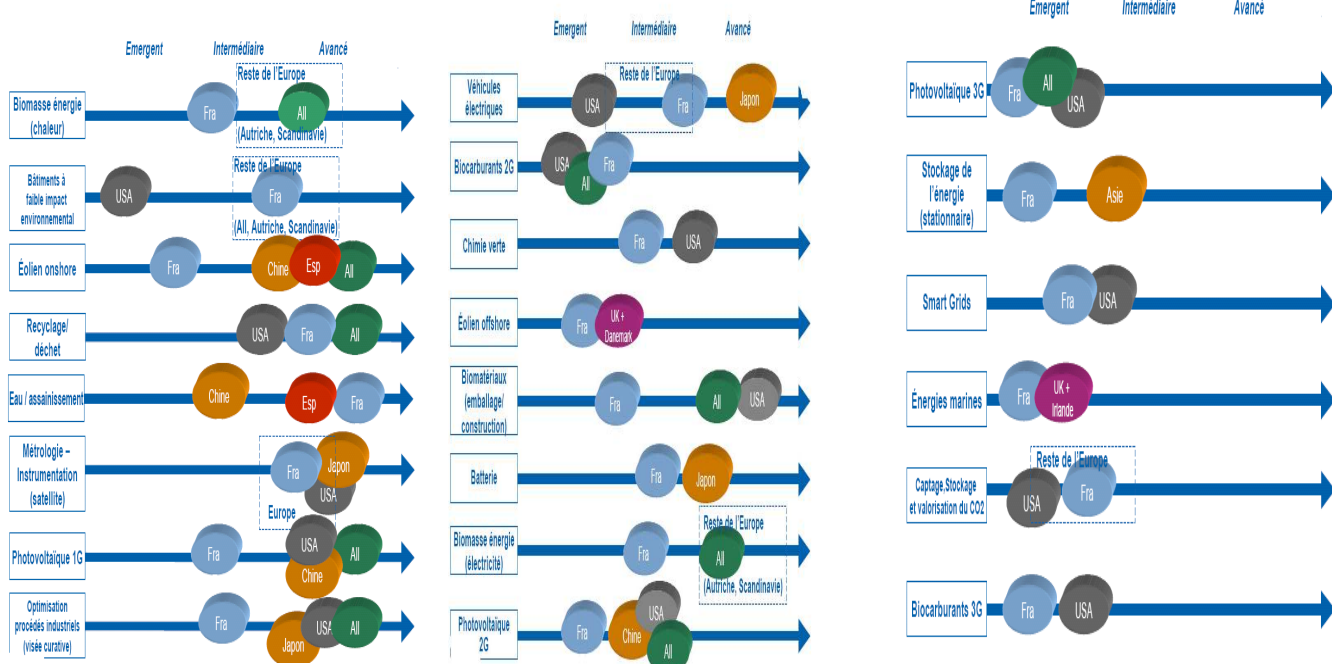 Emergent Intermédiaire Avancé
Biomasse énergie
(chaleur)
Fra
Reste de l'Europe
All
(Autriche, Scandinavie)
Bâtiments à
faible impact
environnemental
USA
Reste de l'Europe
Fra
(All, Autriche, Scandinavie)
Éolien onshore
Fra
Chine
Esp
All
Recyclage/
déchet
USA
Fra
All
Eau / assainissement
Chine
Esp
Fra
Métrologie –
Instrumentation
(satellite)
Fra
Japon
USA
Europe
Photovoltaïque 1G
Fra
USA
Chine
All
Optimisation
procédés industriels
(visée curative)
Fra
Japon
USA
All
Emergent Intermédiaire Avancé
Véhicules
électriques
USA
Reste de l'Europe
Fra
Japon
Biocarburants 2G
USA
All
Fra
Chimie verte
Fra
USA
Éolien offshore
Fra
UK +
Danemark
Biomatériaux
(emballage/
construction)
Fra
All
USA
Batterie
Fra
Japon
Biomasse énergie
(électricité)
Fra
Reste de l'Europe
All
(Autriche, Scandinavie)
Photovoltaïque
2G
Fra
Chine
USA
All
Emergent Intermédiaire Avancé
Photovoltaïque 3G
Fra
All
USA
Stockage de
l'énergie
(stationnaire)
Fra
Asie
Smart Grids
Fra
USA
Énergies marines
Fra
UK +
Irlande
Captage,Stockage
et valorisation du CO2
USA
Reste de l'Europe
Fra
Biocarburants 3G
Fra
USA